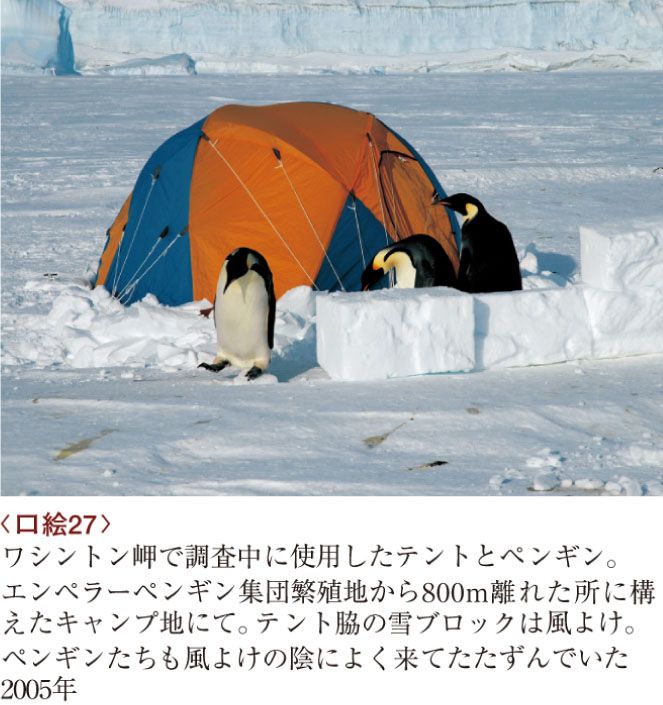 〈口絵27〉
ワシントン岬で調査中に使用したテントとペンギン。
エンペラーペンギン集団繁殖地から800m離れた所に構
えたキャンプ地にて。テント脇の雪ブロックは風よけ。
ペンギンたちも風よけの陰によく来てたたずんでいた
2005年